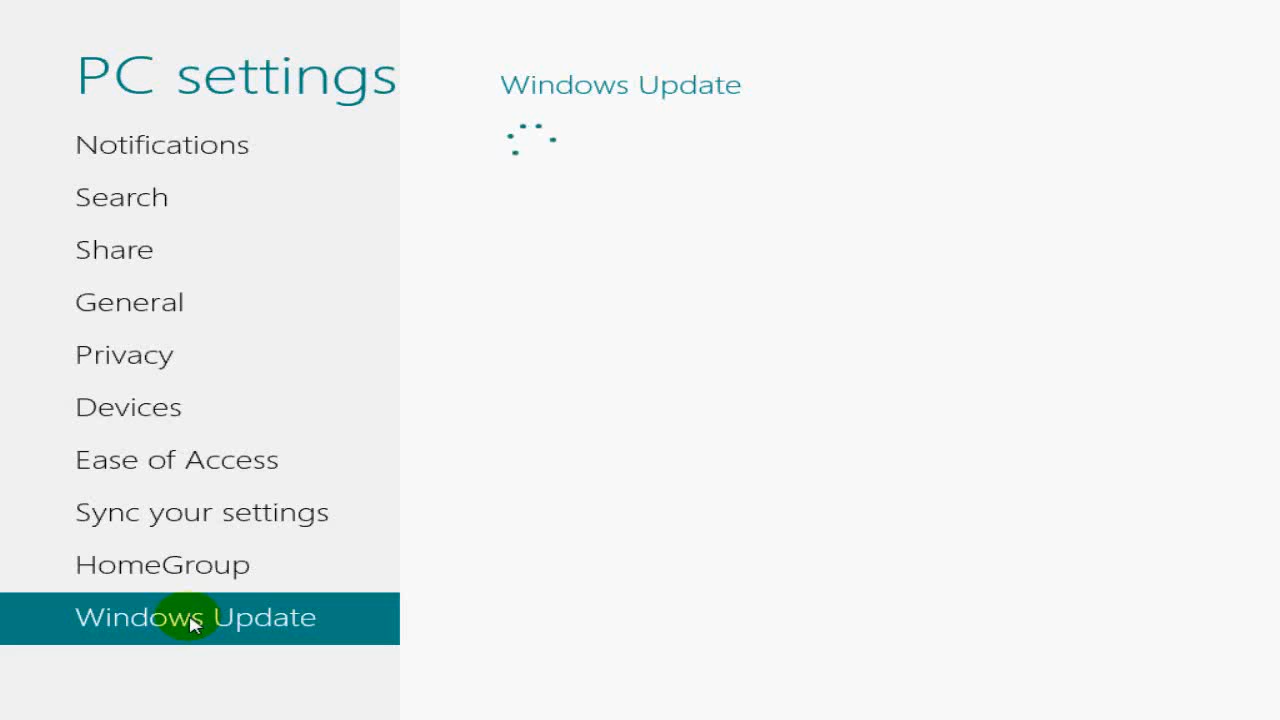 PC settings
Notifications
Search
Share
General
Privacy
Devices
Ease of Access
Sync your settings
HomeGroup
Windows Update
Windows Update